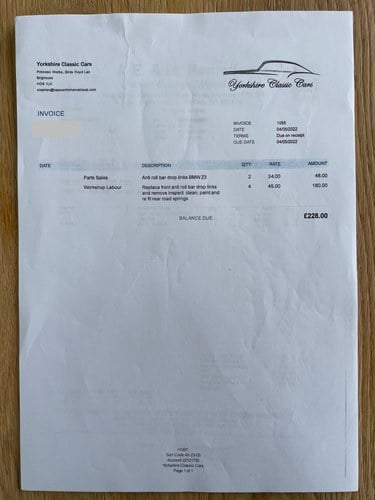 Yorkshire Classic Cars
Brighouse
Yorkshire Classic Cars
INVOICE
INVOICE 1055
DATE 04/05/2022
TERMS Due on receipt
DUE DATE 04/05/2022
DATE DESCRIPTION QTY RATE AMOUNT
Parts Sales Anti roll bar drop links BMW Z3 2 24.00 48.00
Workshop Labour Replace front anti roll bar drop links 4 45.00 180.00
and remove inspect clean, paint and
re fit rear road springs.
BALANCE DUE £228.00
HSBC
Sort Code
Account
Yorkshire Classic Cars
Page 1 of 1